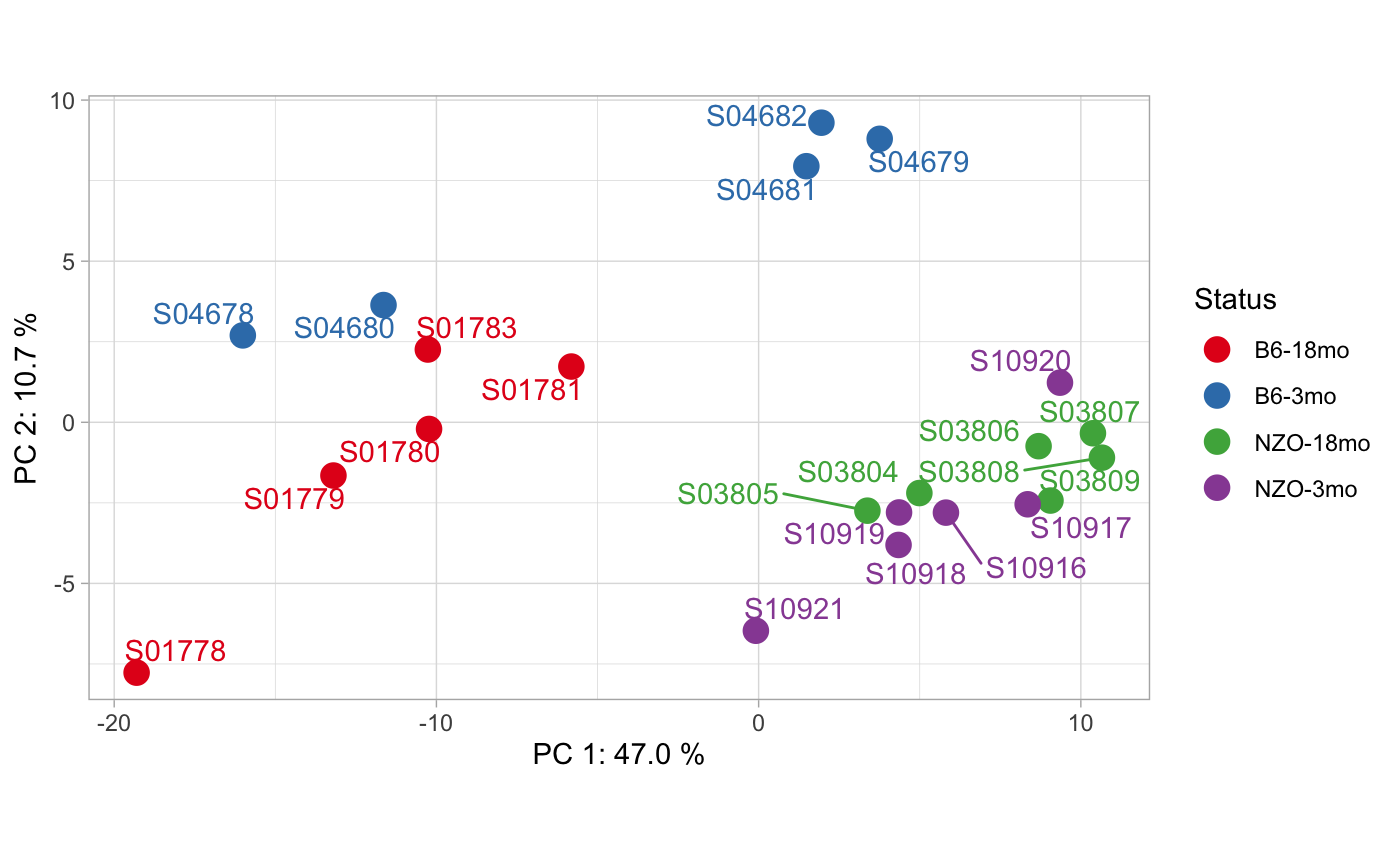 10
5
0
-5
PC 2: 10.7 %
S04682
S04679
S04681
S04678
S04680
S01783
S01781
S01780
S01779
S01778
S10920
S03807
S03806
S03804
S03808
S03809
S03805
S10919
S10917
S10918
S10916
S10921
-20
-10
0
10
PC 1: 47.0 %
Status
B6-18mo
B6-3mo
NZO-18mo
NZO-3mo